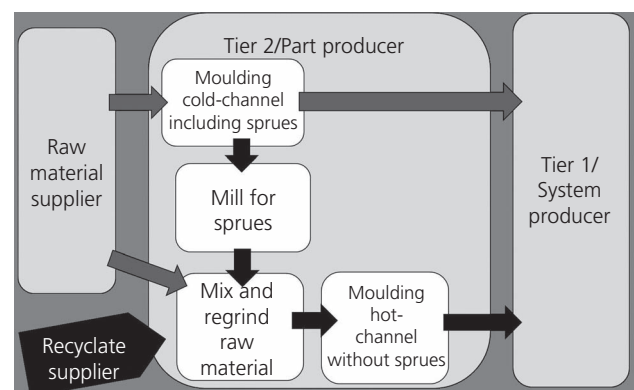 Tier 2/Part producer
Moulding
cold-channel
including sprues
Raw
material
supplier
Mill for
sprues
Tier 1/
System
producer
Mix and
regrind
raw
material
Moulding
hot-
channel
without sprues
Recyclate
supplier